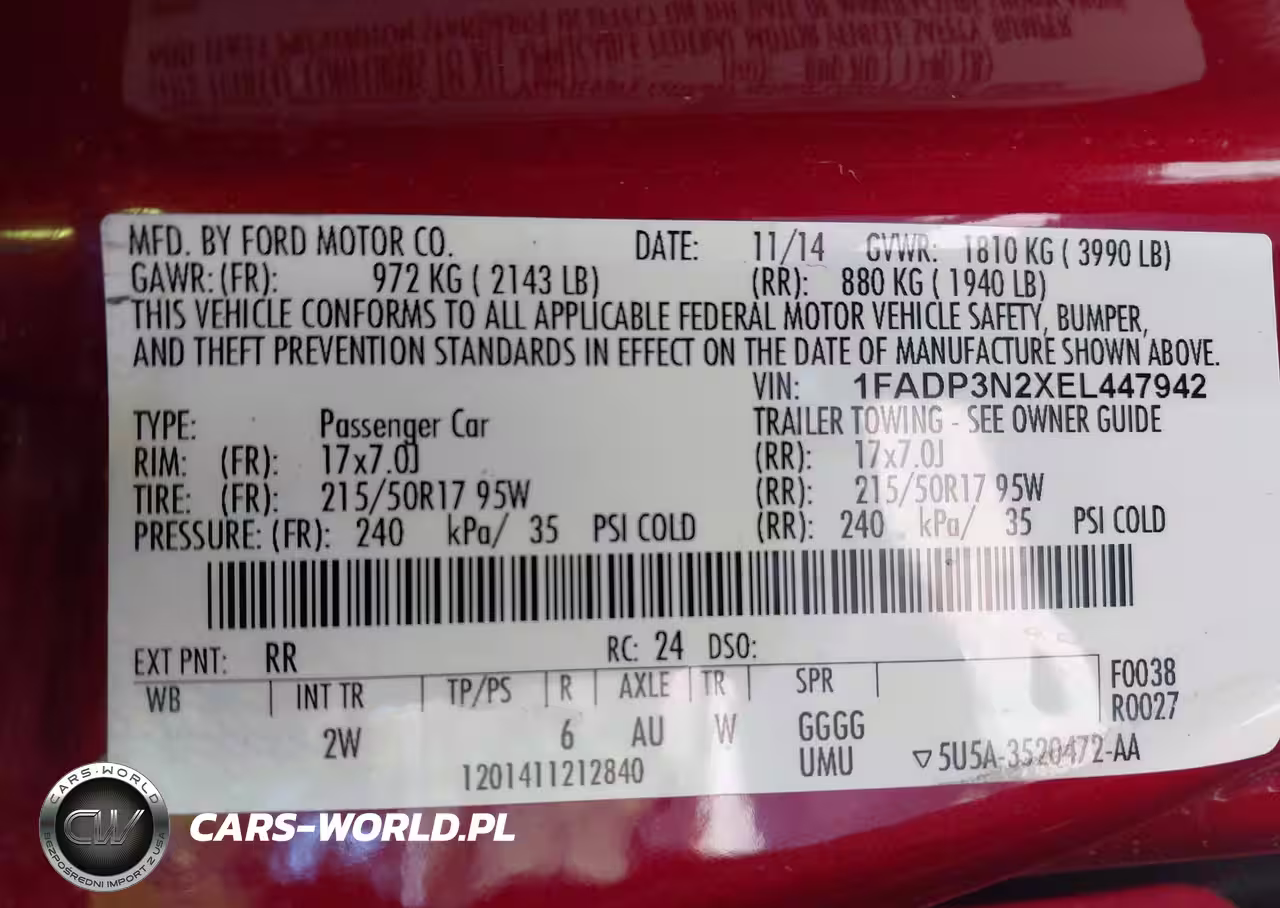 MFD. BY FORD MOTOR CO. DATE: 11/14 GVWR: 1810 KG ( 3990 LB)
GAWR: (FR): 972 KG ( 2143 LB) (RR): 880 KG ( 1940 LB)
THIS VEHICLE CONFORMS TO ALL APPLICABLE FEDERAL MOTOR VEHICLE SAFETY, BUMPER,
AND THEFT PREVENTION STANDARDS IN EFFECT ON THE DATE OF MANUFACTURE SHOWN ABOVE.
VIN: 1FADP3N2XEL447942
TYPE: Passenger Car TRAILER TOWING - SEE OWNER GUIDE
RIM: (FR): 17x7.0J (RR): 17x7.0J
TIRE: (FR): 215/50R17 95W (RR): 215/50R17 95W
PRESSURE: (FR): 240 kPa/ 35 PSI COLD (RR): 240 kPa/ 35 PSI COLD
EXT PNT: RR RC: 24 DSO:
WB INT TR TP/PS R AXLE TR SPR F0038
R0027
2W 6 AU W GGGG
UMU ▽5U5A-3520472-AA
1201411212840
CARS-WORLD
CW
BEZPOŚREDNI IMPORT Z USA
CARS-WORLD.PL